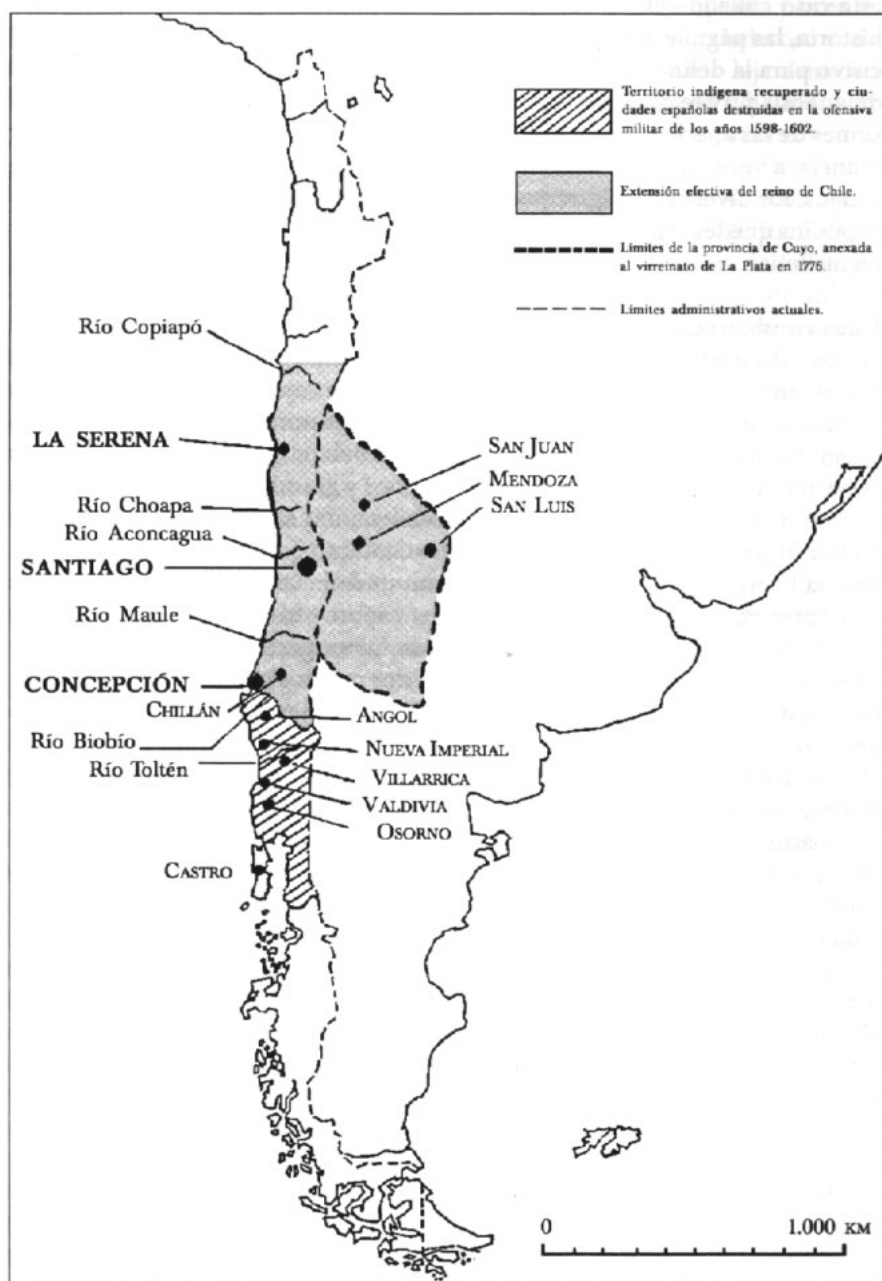 Territorio indígena recuperado y ciu-
dades españolas destruidas en la ofensiva
militar de los años 1598-1602.
Extensión efectiva del reino de Chile.
Límites de la provincia de Cuyo, anexada
al virreinato de La Plata en 1776.
Límites administrativos actuales.
Río Copiapó
LA SERENA
SAN JUAN
MENDOZA
SAN LUIS
Río Choapa
Río Aconcagua
SANTIAGO
Río Maule
CONCEPCIÓN
CHILLÁN
ANGOL
Río Biobío
NUEVA IMPERIAL
Río Toltén
VILLARRICA
VALDIVIA
OSORNO
CASTRO
0 1.000 KM